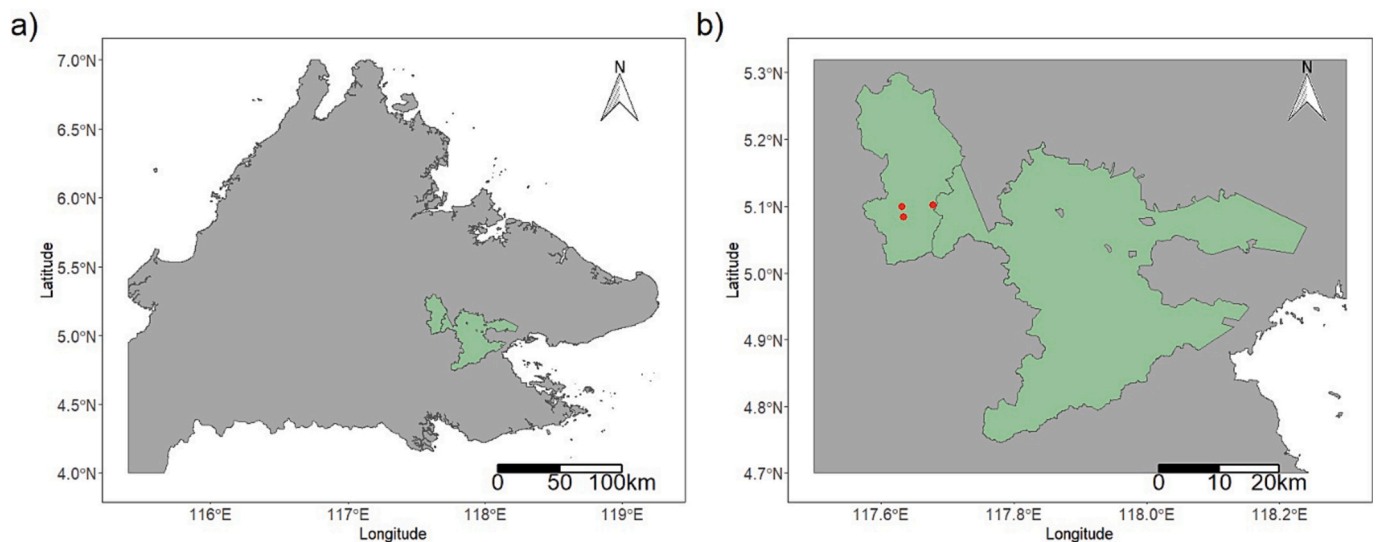 a)
N
7.0°N
6.5°N
6.0°N
5.5°N
5.0°N
4.5°N
4.0°N
Latitude
0 50 100km
116°E 117°E 118°E 119°E
Longitude
b)
N
5.3°N
5.2°N
5.1°N
5.0°N
4.9°N
4.8°N
4.7°N
Latitude
0 10 20km
117.6°E 117.8°E 118.0°E 118.2°E
Longitude